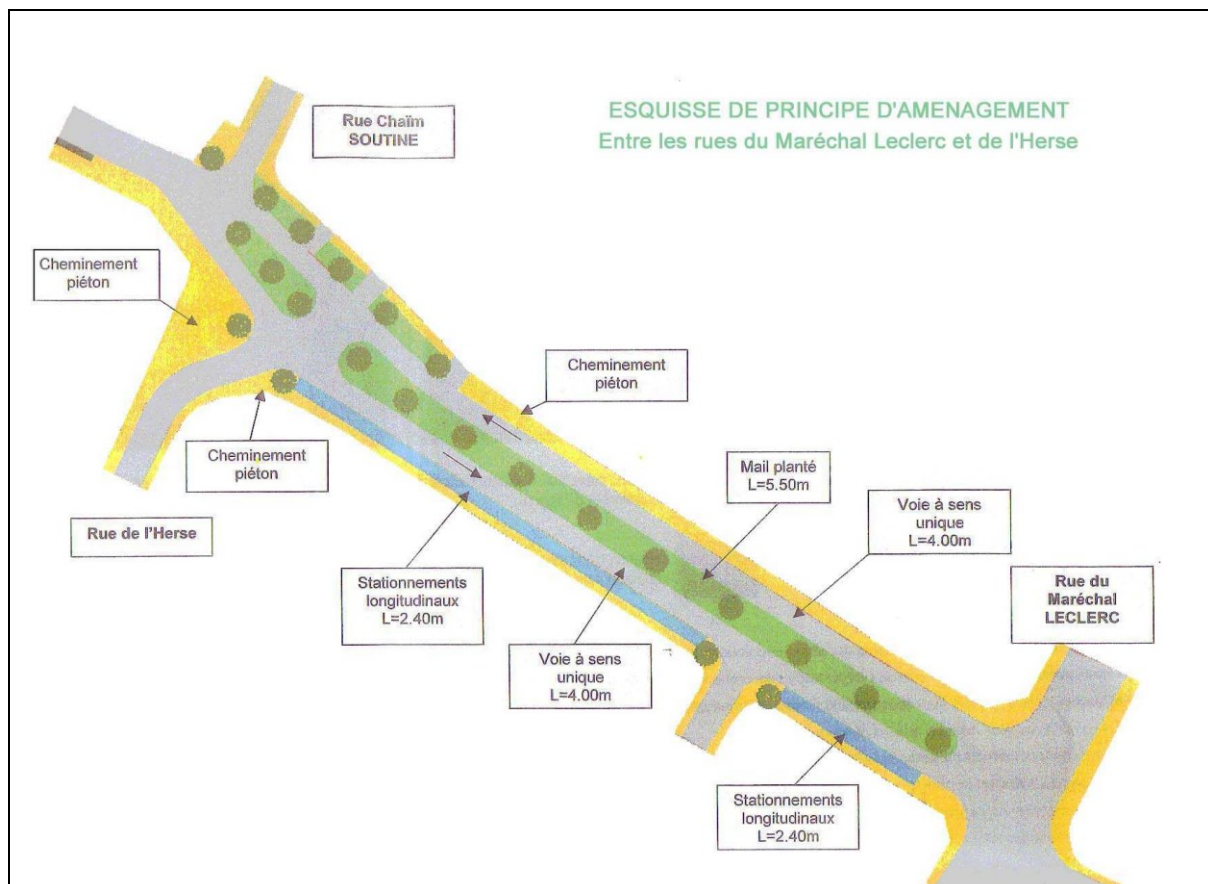 ESQUISSE DE PRINCIPE D'AMENAGEMENT
Entre les rues du Maréchal Leclerc et de l'Herse
Rue Chaïm
SOUTINE
Cheminement
piéton
Cheminement
piéton
Cheminement
piéton
Rue de l'Herse
Mail planté
L=5.50m
Voie à sens
unique
L=4.00m
Stationnements
longitudinaux
L=2.40m
Rue du
Maréchal
LECLERC
Voie à sens
unique
L=4.00m
Stationnements
longitudinaux
L=2.40m